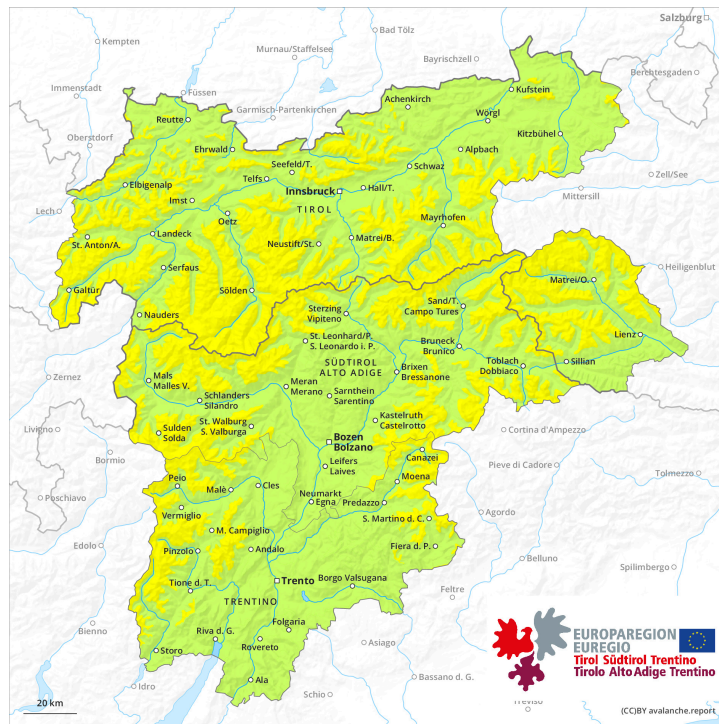 Salzburg
Bad Tölz
Kempten
Murnau/Staffelsee
Bayrischzell
Berchtesgaden
Immenstadt
Füssen
Garmisch-Partenkirchen
Achenkirch
Kufstein
Reutte
Wörgl
Oberstdorf
Ehrwald
Kitzbühel
Alpbach
Seefeld/T.
Schwaz
Zell/See
Elbigenalp
Telfs
Innsbruck
Hall/T.
Mittersill
Imst
TIROL
Lech
Oetz
Mayrhofen
St. Anton/A.
Landeck
Neustift/St.
Matrei/B.
Serfaus
Heiligenblut
Matrei/O.
Galtür
Sölden
Nauders
Sterzing
Vipiteno
Sand/T.
Campo Tures
Lienz
St. Leonhard/P.
S. Leonardo i. P.
Bruneck
Brunico
Toblach
Dobbiaco
Sillian
SÜDTIROL
ALTO ADIGE
Brixen
Bressanone
Zernez
Mals
Malles V.
Meran
Merano
Sarnthein
Sarentino
Schlanders
Silandro
Kastelruth
Castelrotto
Livigno
Sulden
Solda
St. Walburg
S. Valburga
Cortina d'Ampezzo
Bozen
Bolzano
Bormio
Canazei
Pieve di Cadore
Leifers
Laives
Tolmezzo
Moena
Peio
Malè
Cles
Poschiavo
Neumarkt
Egna
Predazzo
Vermiglio
Agordo
S. Martino d. C.
M. Campiglio
Edolo
Pinzolo
Andalo
Fiera d. P.
Belluno
Spilimbergo
Trento
Borgo Valsugana
Tione d. T.
Feltre
TRENTINO
Folgaria
Bienno
Riva d. G.
Rovereto
Asiago
Storo
EUROPAREGION
EUREGIO
Tirol Südtirol Trentino
Tirolo Alto Adige Trentino
Idro
Ala
Schio
Bassano d. G.
Treviso
20 km
(CC)BY avalanche.report